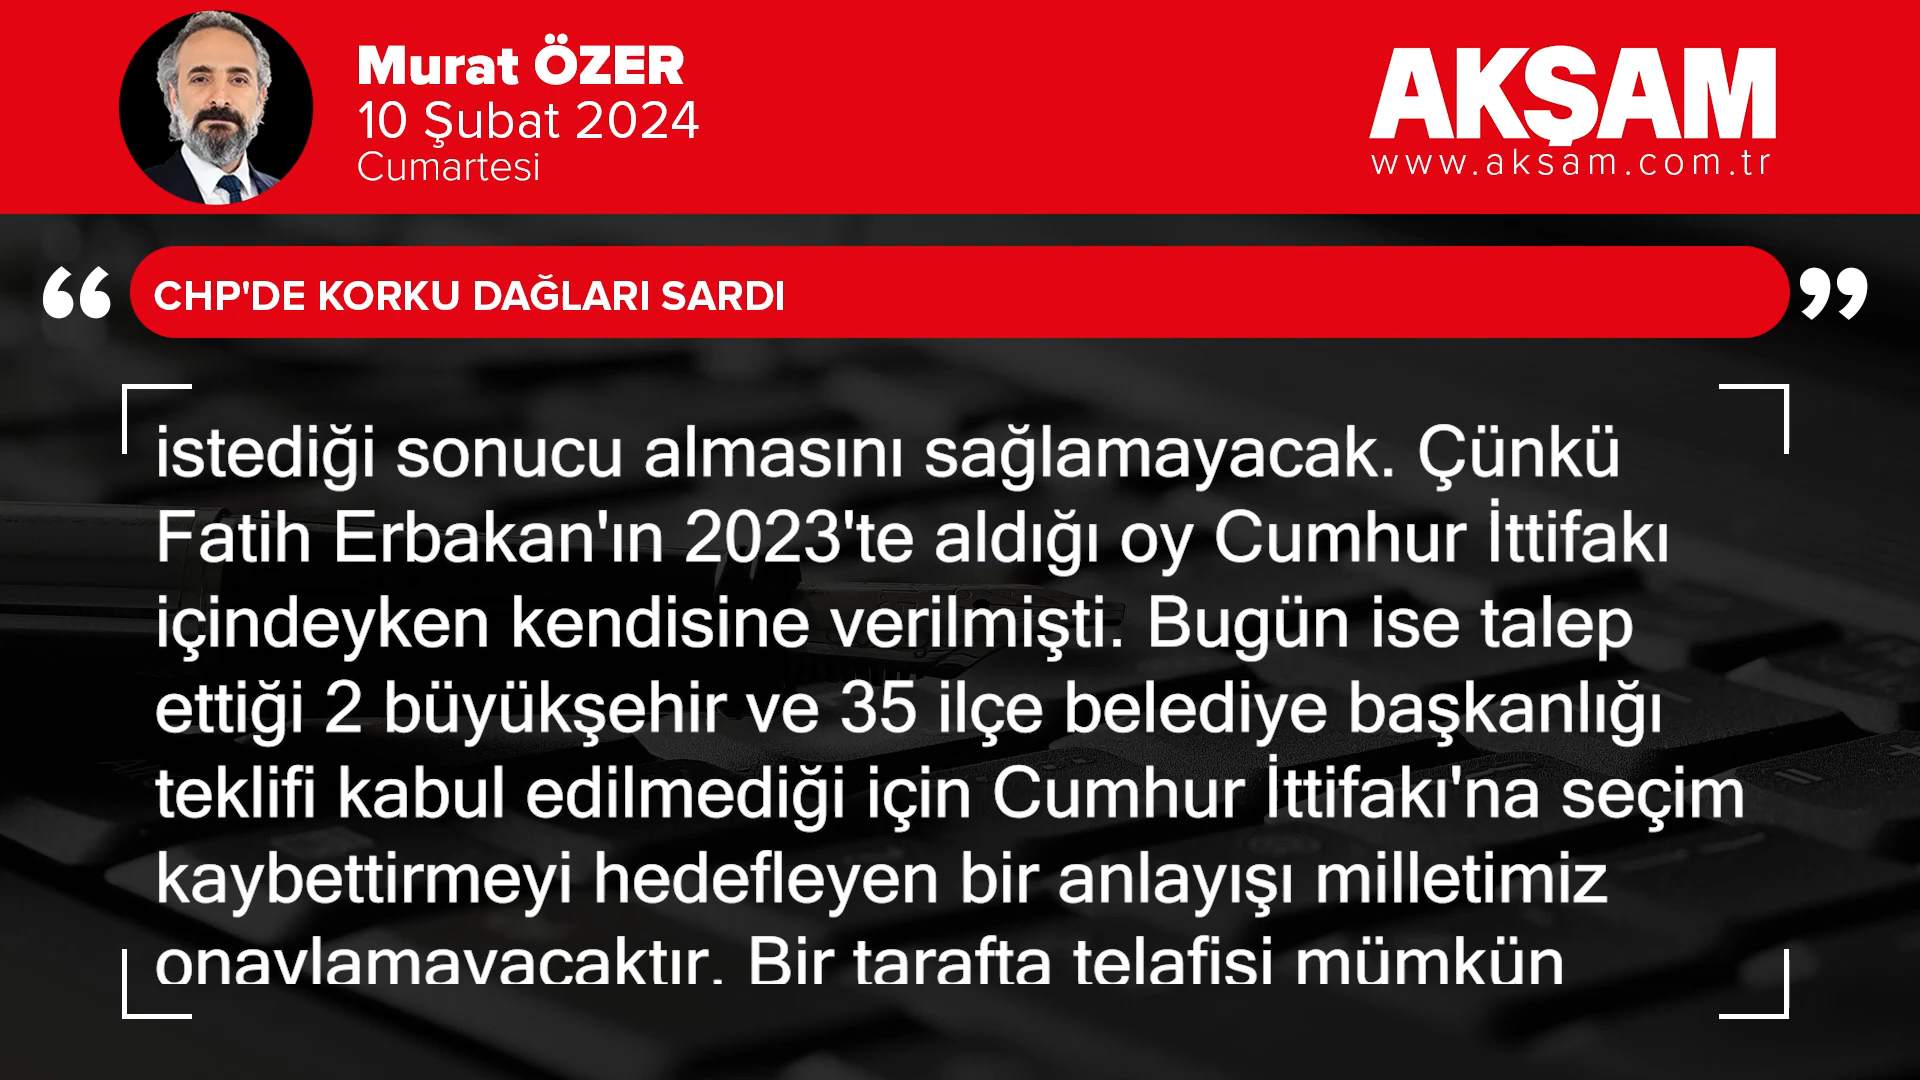 Murat ÖZER
10 Şubat 2024
Cumartesi
AKŞAM
www.aksam.com.tr
“ CHP'DE KORKU DAĞLARI SARDI ”
istediği sonucu almasını sağlamayacak. Çünkü
Fatih Erbakan'ın 2023'te aldığı oy Cumhur İttifakı
içindeyken kendisine verilmişti. Bugün ise talep
ettiği 2 büyükşehir ve 35 ilçe belediye başkanlığı
teklifi kabul edilmediği için Cumhur İttifakı'na seçim
kaybettirmeyi hedefleyen bir anlayışı milletimiz
onaylamayacaktır. Bir tarafta telafisi mümkün